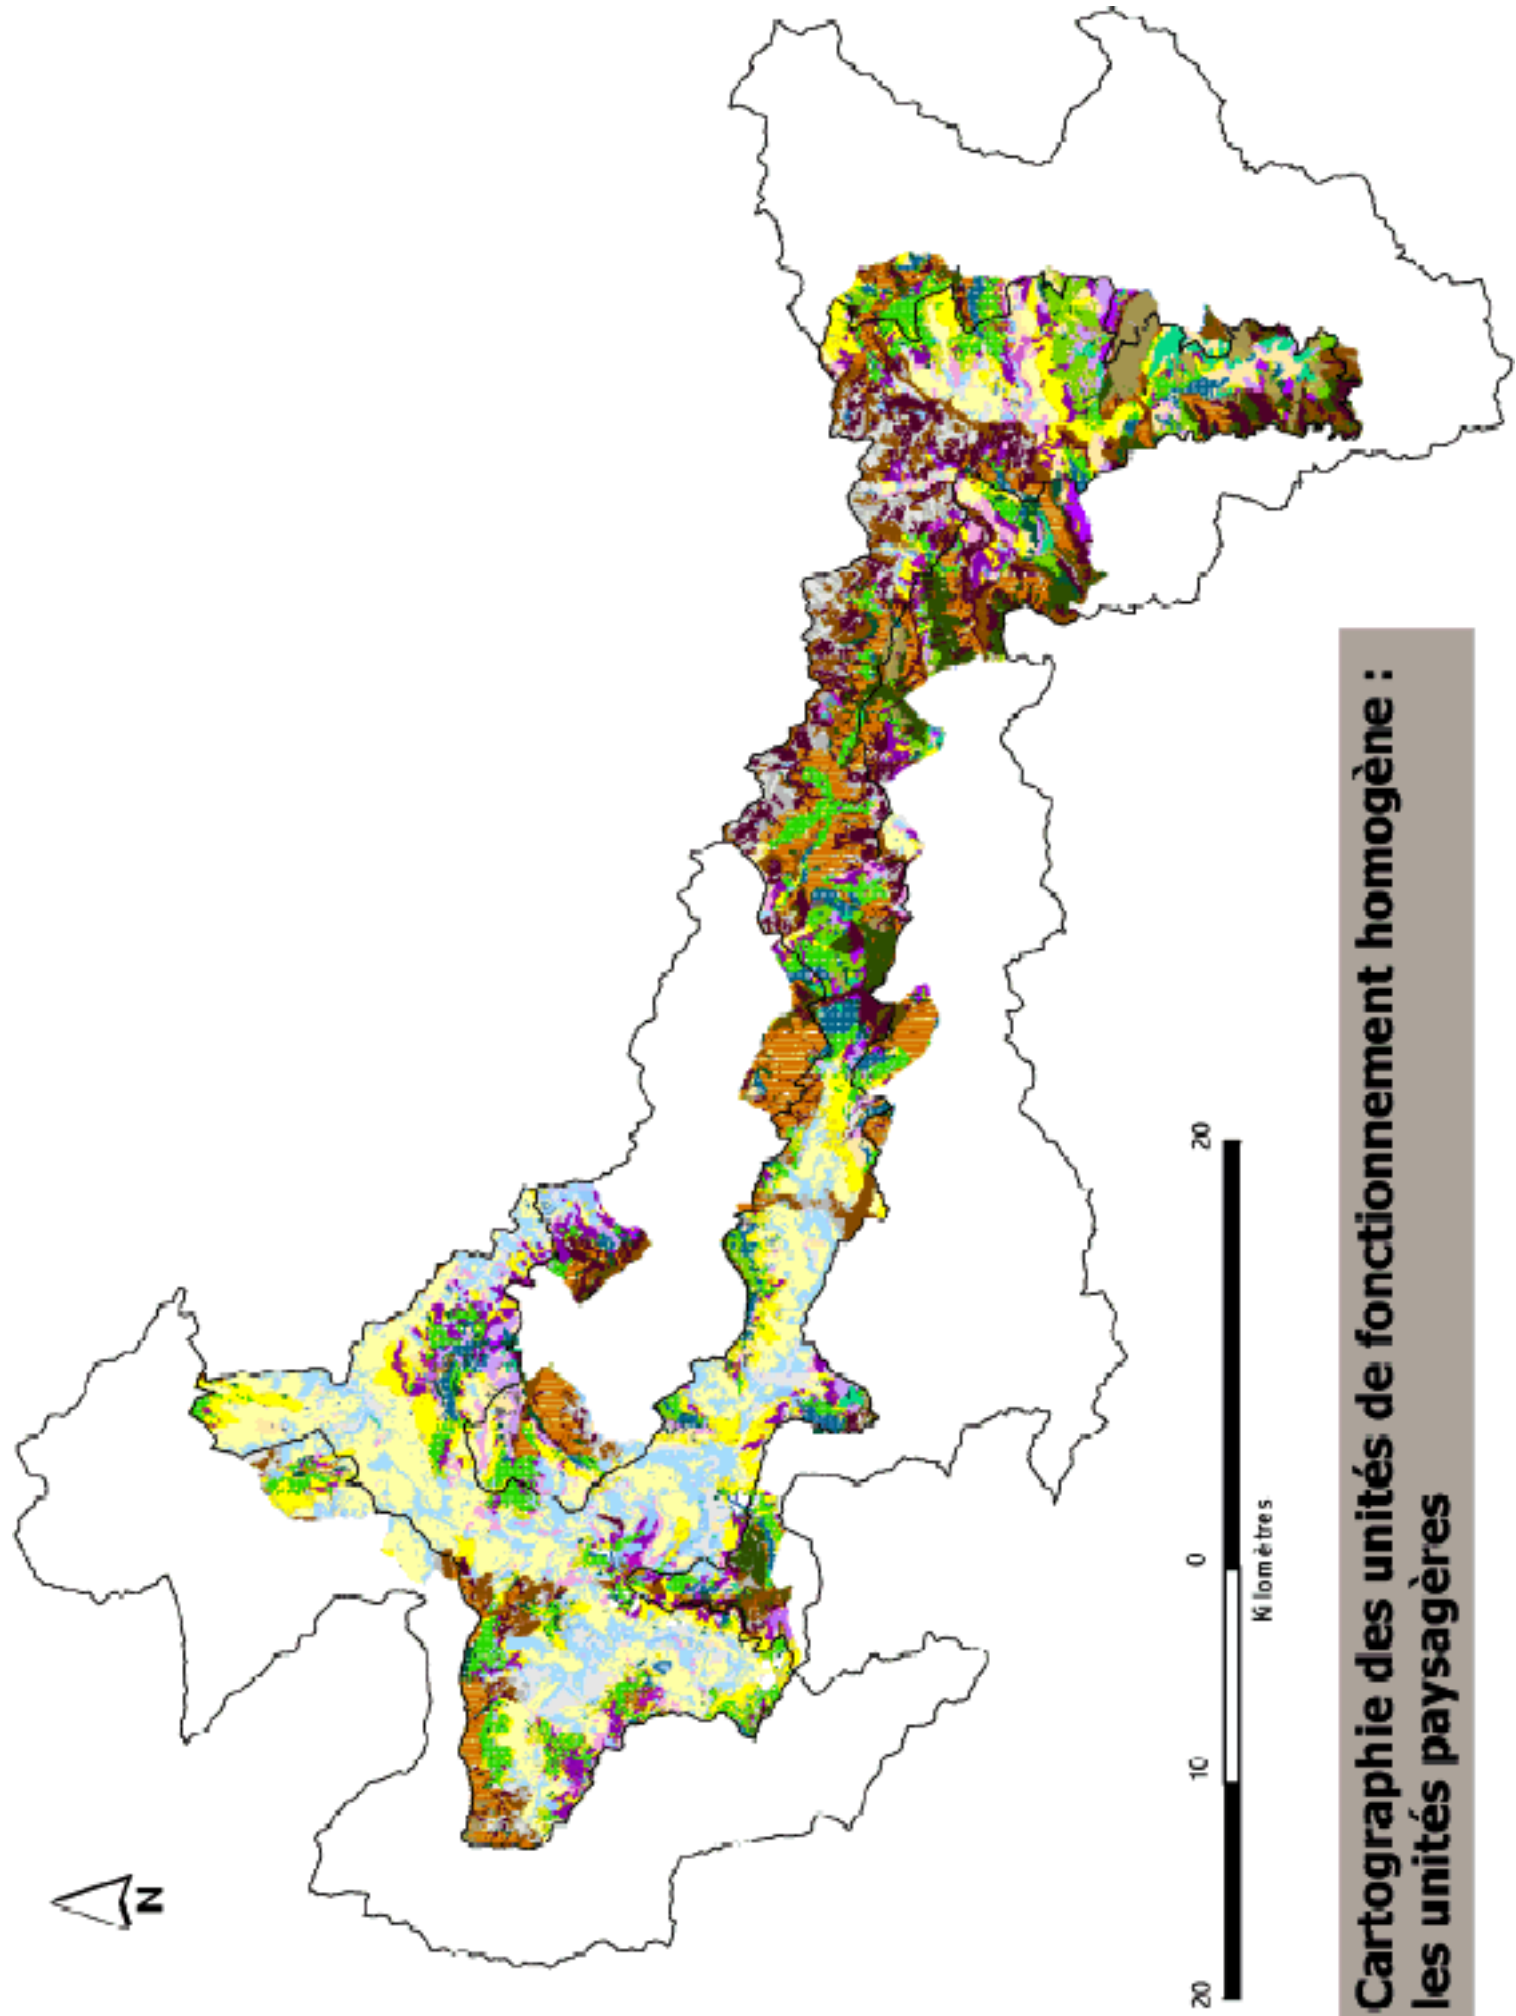 N
20 10 0 20
Kilomètres
Cartographie des unités de fonctionnement homogène :
les unités paysagères